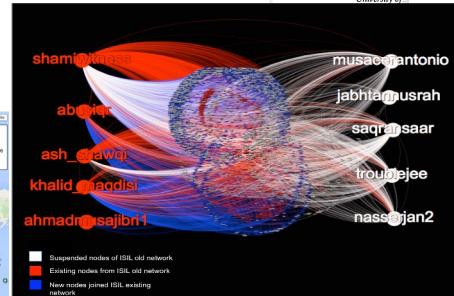 University of
shamiwitness
musacerantonio
jabhtannusrah
abusiqr
saqransaar
ash_shawqi
troublejee
khalid_maqdisi
nasserjan2
ahmadmusajibri1
Suspended nodes of ISIL old network
Existing nodes from ISIL old network
New nodes joined ISIL existing
network